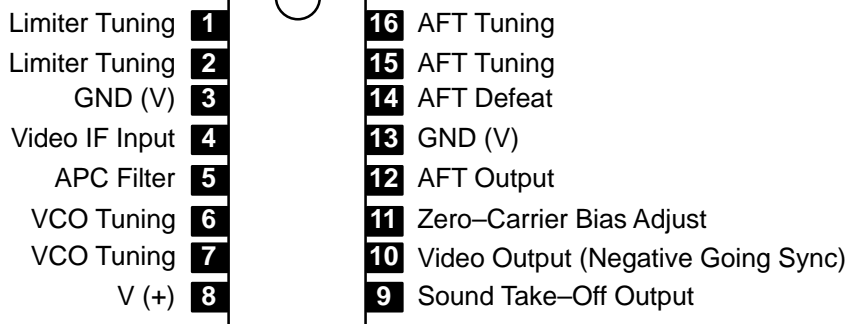 Limiter Tuning 1
Limiter Tuning 2
GND (V) 3
Video IF Input 4
APC Filter 5
VCO Tuning 6
VCO Tuning 7
V (+) 8
16 AFT Tuning
15 AFT Tuning
14 AFT Defeat
13 GND (V)
12 AFT Output
11 Zero–Carrier Bias Adjust
10 Video Output (Negative Going Sync)
9 Sound Take–Off Output